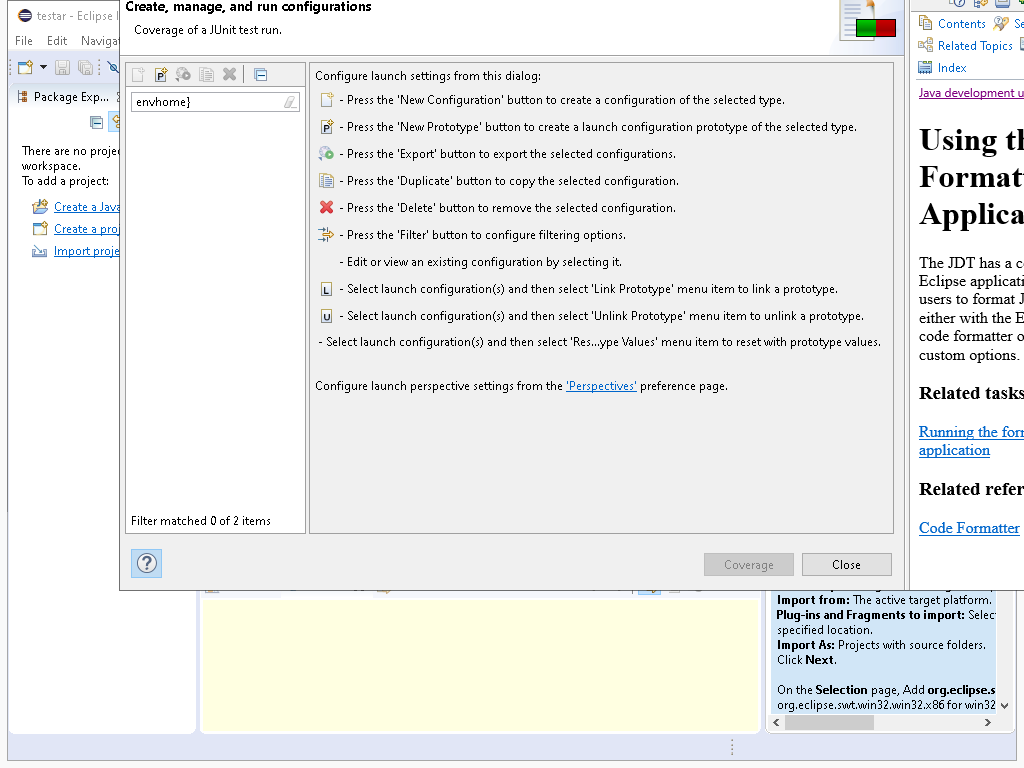 testar - Eclipse I
File Edit Navigat
Package Exp...
There are no projec
workspace.
To add a project:
Create a Java
Create a proj
Import proje
Create, manage, and run configurations
Coverage of a JUnit test run.
envhome}
Filter matched 0 of 2 items
Configure launch settings from this dialog:
- Press the 'New Configuration' button to create a configuration of the selected type.
P - Press the 'New Prototype' button to create a launch configuration prototype of the selected type.
- Press the 'Export' button to export the selected configurations.
- Press the 'Duplicate' button to copy the selected configuration.
- Press the 'Delete' button to remove the selected configuration.
- Press the 'Filter' button to configure filtering options.
- Edit or view an existing configuration by selecting it.
L - Select launch configuration(s) and then select 'Link Prototype' menu item to link a prototype.
U - Select launch configuration(s) and then select 'Unlink Prototype' menu item to unlink a prototype.
- Select launch configuration(s) and then select 'Res...ype Values' menu item to reset with prototype values.
Configure launch perspective settings from the 'Perspectives' preference page.
?
Coverage Close
Contents Se
Related Topics
Index
Java development u
Using th
Formatt
Applica
The JDT has a co
Eclipse applicati
users to format J
either with the E
code formatter o
custom options.
Related tasks
Running the forn
application
Related refer
Code Formatter
Import from: The active target platform.
Plug-ins and Fragments to import: Selec
specified location.
Import As: Projects with source folders.
Click Next.
On the Selection page, Add org.eclipse.s
org.eclipse.swt.win32.win32.x86 for win32